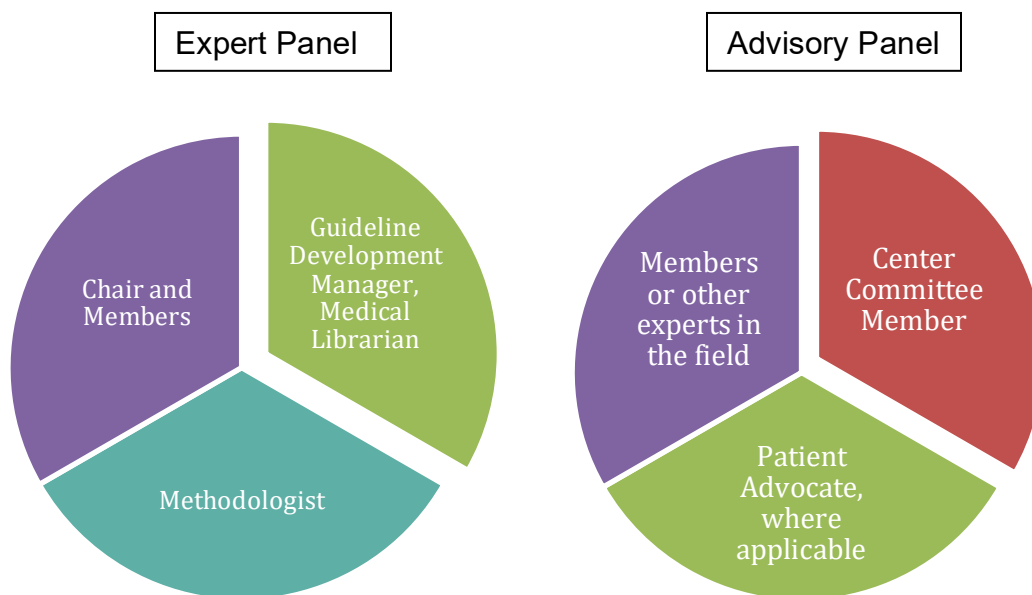 Expert Panel
Advisory Panel
Chair and
Members
Guideline
Development
Manager,
Medical
Librarian
Methodologist
Members
or other
experts in
the field
Center
Committee
Member
Patient
Advocate,
where
applicable